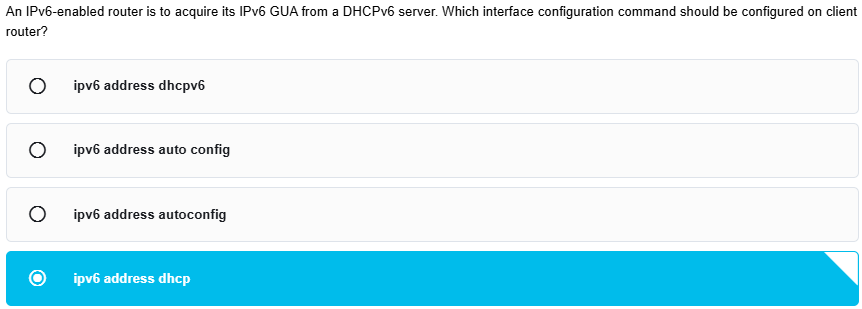 An IPv6-enabled router is to acquire its IPv6 GUA from a DHCPv6 server. Which interface configuration command should be configured on client
router?
ipv6 address dhcpv6
ipv6 address auto config
ipv6 address autoconfig
ipv6 address dhcp